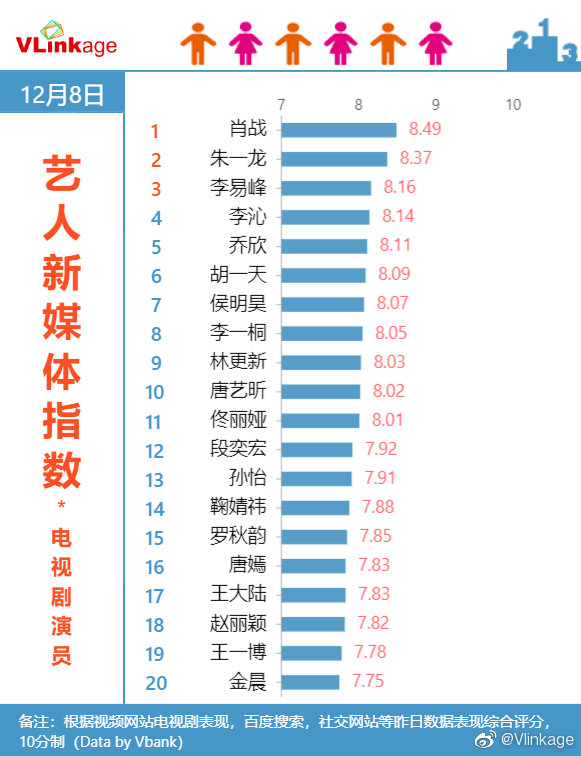 VLinkage
1
2
3
12月8日
艺人新媒体指数
*电视剧演员
7 8 9 10
1 肖战 8.49
2 朱一龙 8.37
3 李易峰 8.16
4 李沁 8.14
5 乔欣 8.11
6 胡一天 8.09
7 侯明昊 8.07
8 李一桐 8.05
9 林更新 8.03
10 唐艺昕 8.02
11 佟丽娅 8.01
12 段奕宏 7.92
13 孙怡 7.91
14 鞠婧祎 7.88
15 罗秋韵 7.85
16 唐嫣 7.83
17 王大陆 7.83
18 赵丽颖 7.82
19 王一博 7.78
20 金晨 7.75
备注：根据视频网站电视剧表现，百度搜索，社交网站等昨日数据表现综合评分，
10分制（Data by Vbank）
@Vlinkage